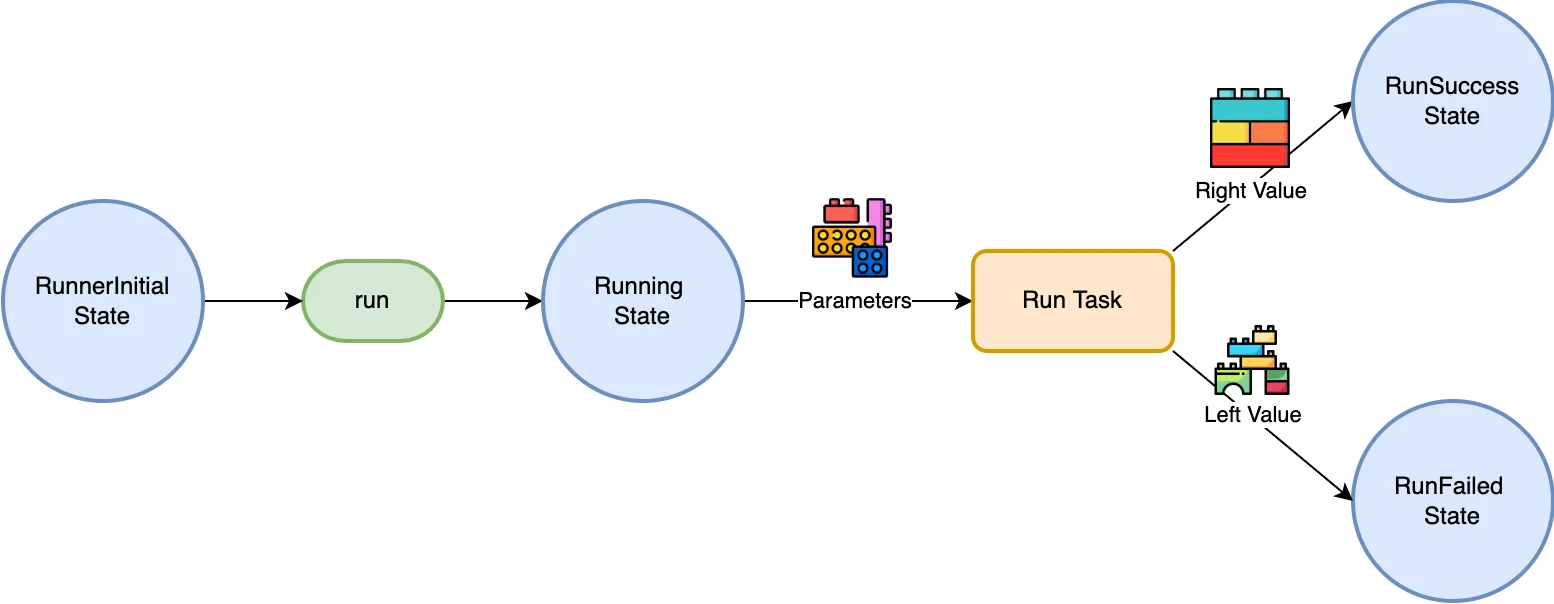 RunnerInitial
State
run
Running
State
Parameters
Run Task
Right Value
RunSuccess
State
Left Value
RunFailed
State